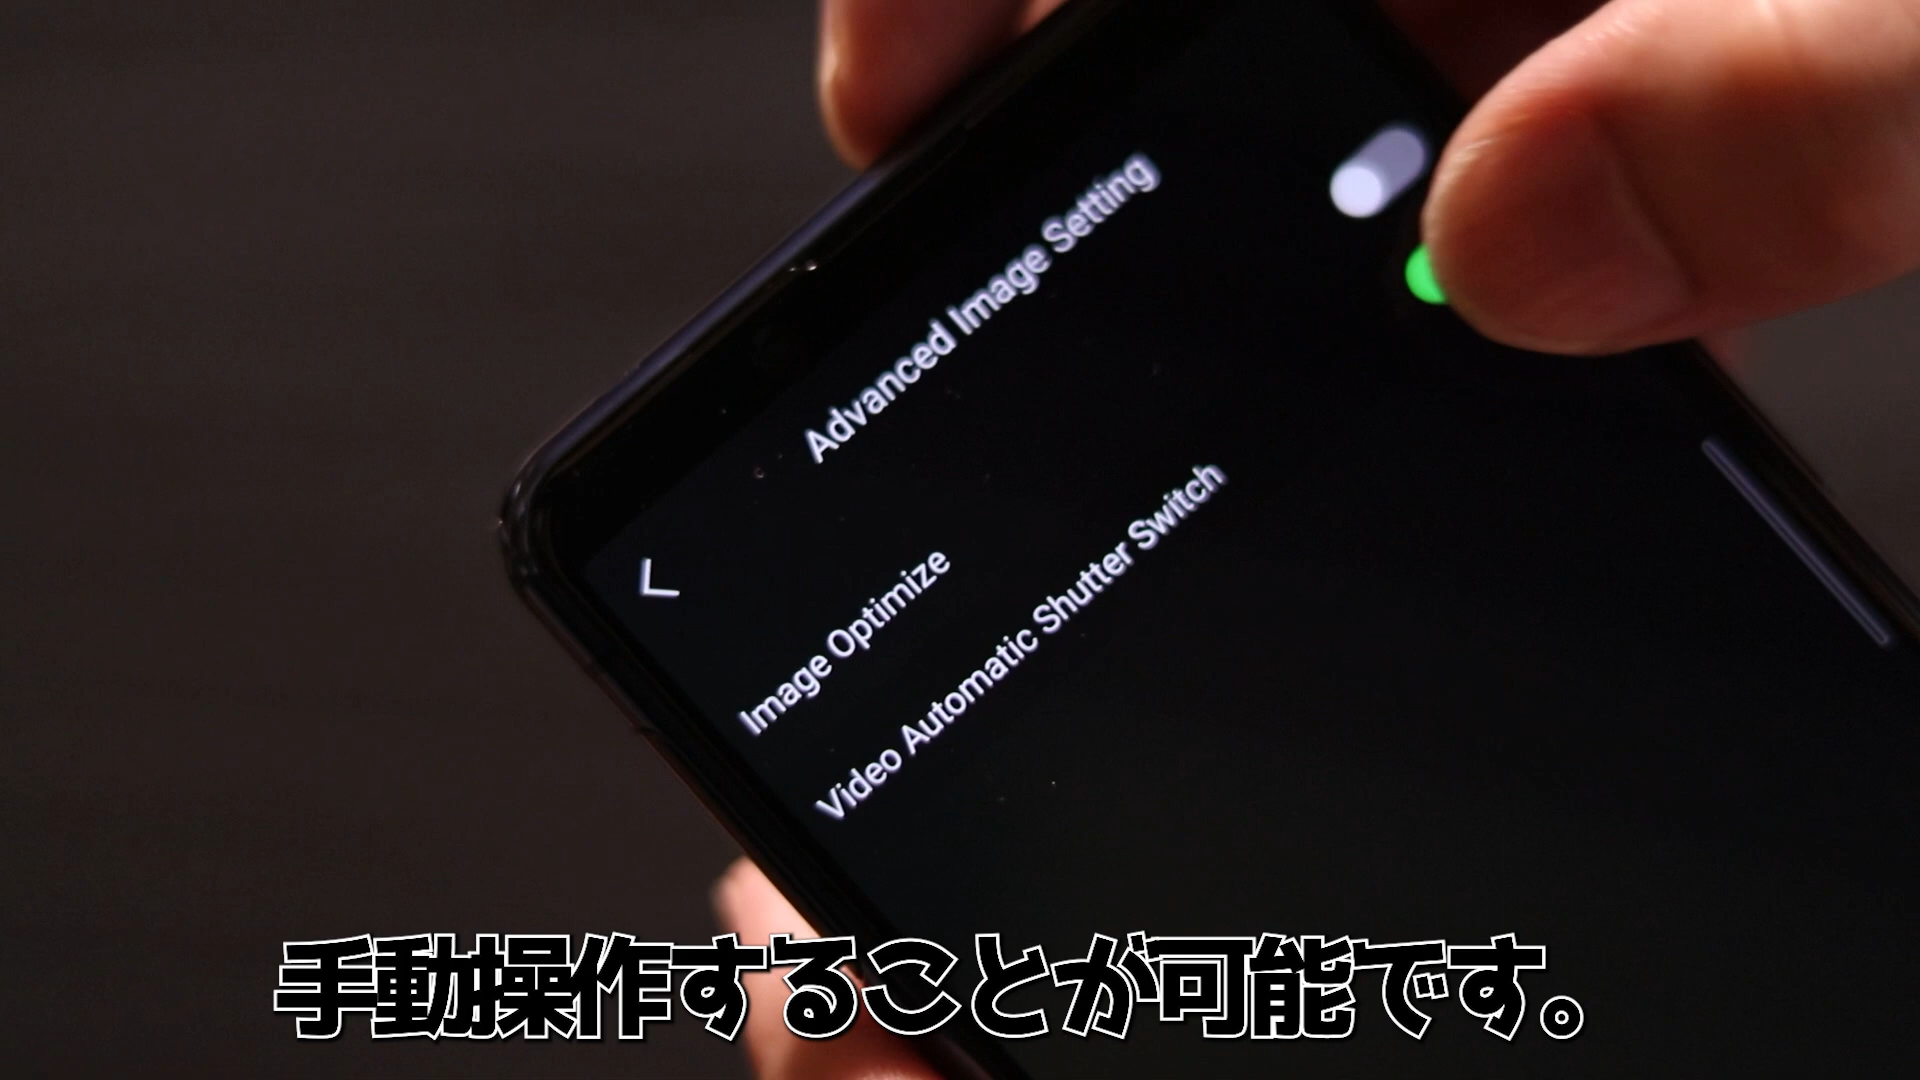 Advanced Image Setting
Image Optimize
Video Automatic Shutter Switch
手動操作することが可能です。